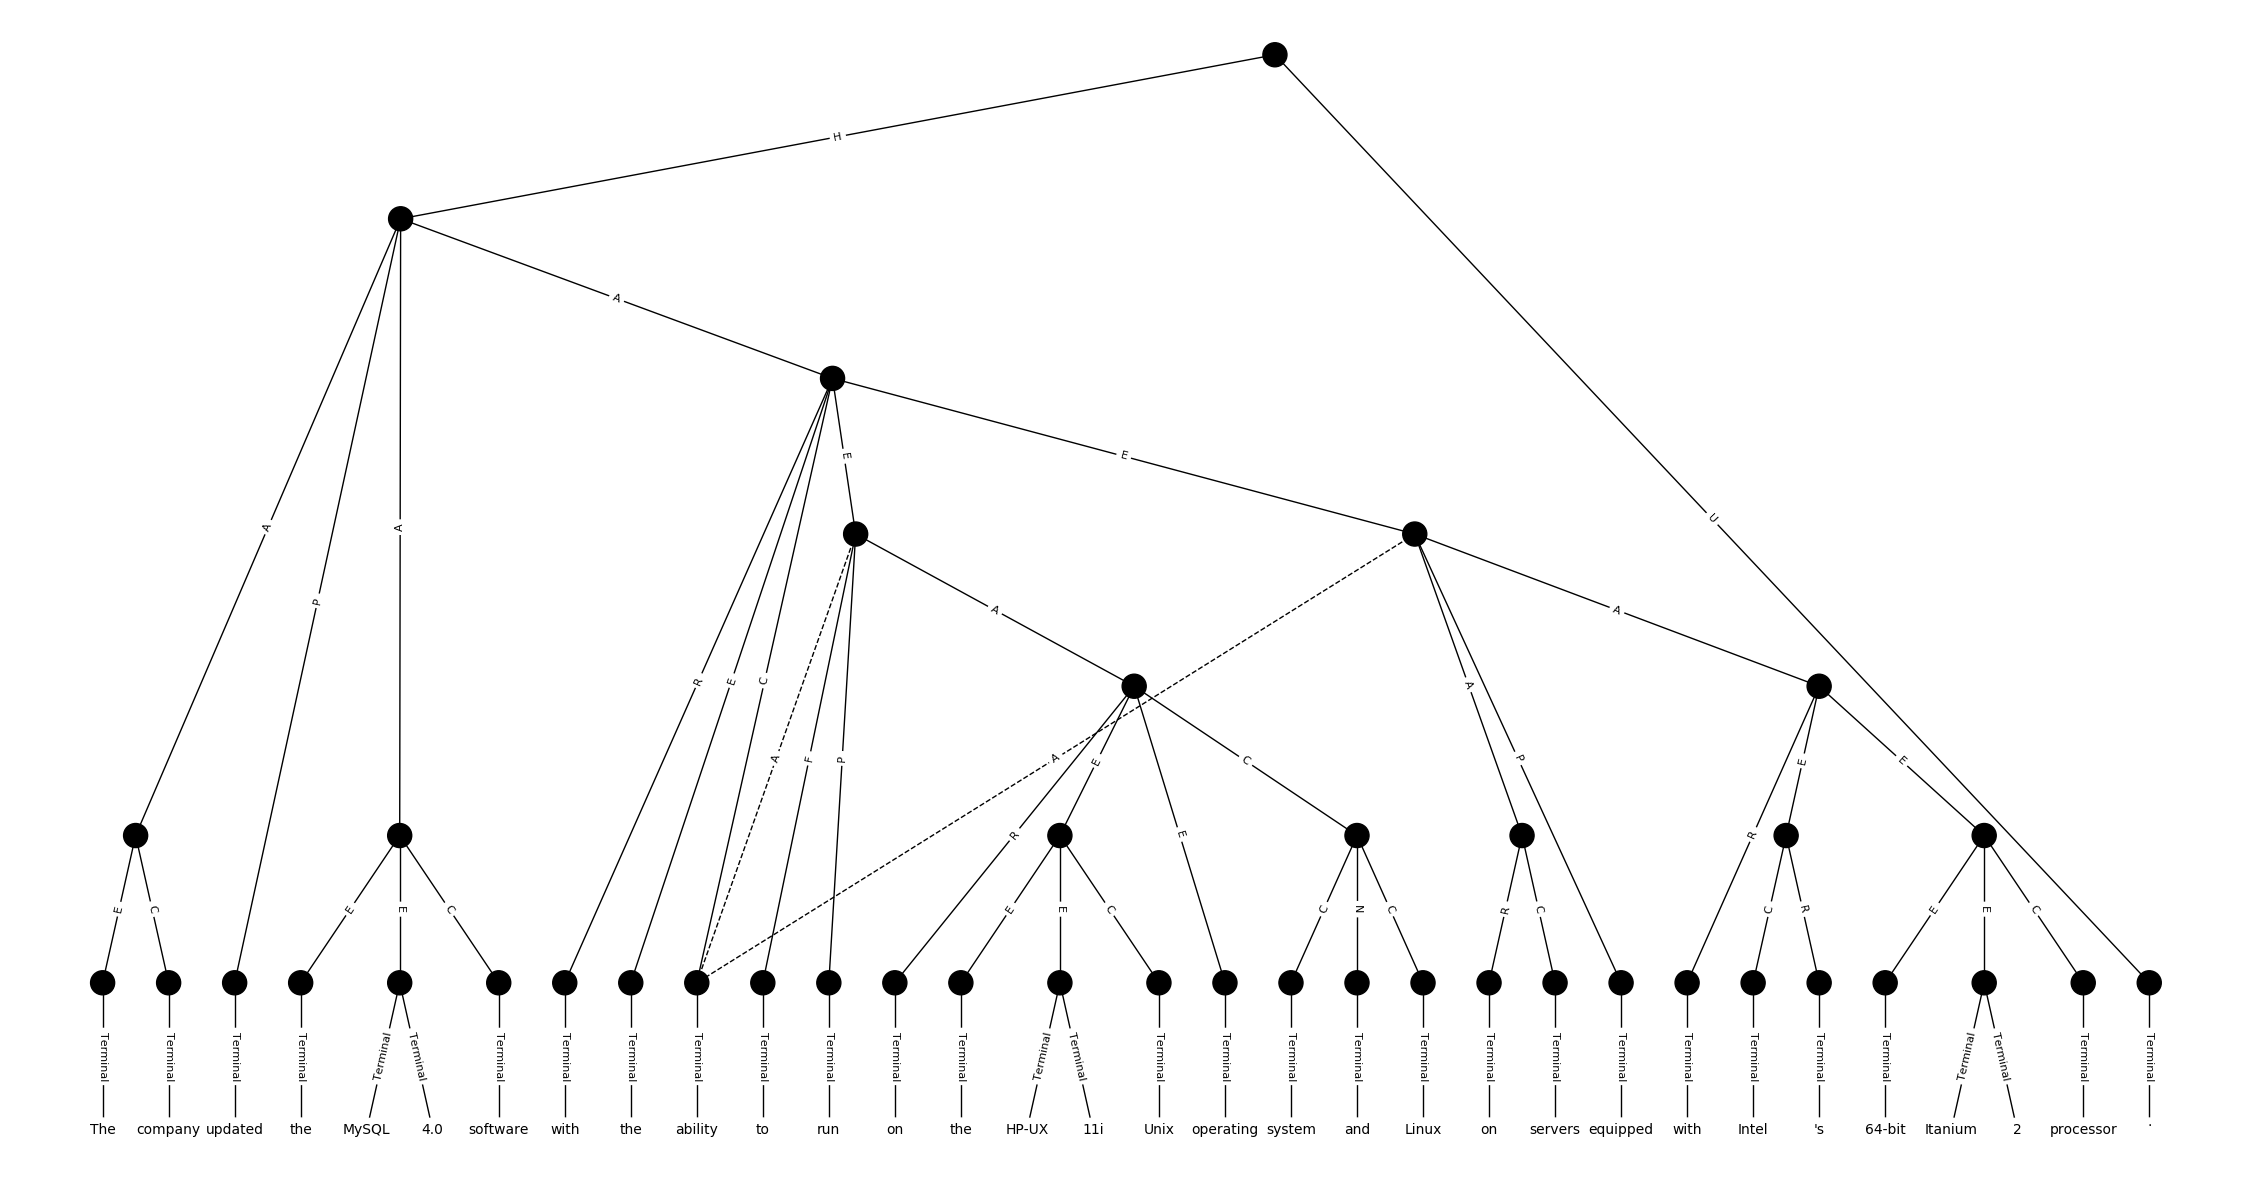 H
A
E
E
U
A P A
A A
R E C
A F P A E A P
R E R E
E C E E C E E C C N C R C C R E E C
Terminal Terminal Terminal Terminal Terminal Terminal Terminal Terminal Terminal Terminal Terminal Terminal Terminal Terminal Terminal Terminal Terminal Terminal Terminal Terminal Terminal Terminal Terminal Terminal Terminal Terminal Terminal Terminal Terminal Terminal Terminal Terminal
The company updated the MySQL 4.0 software with the ability to run on the HP-UX 11i Unix operating system and Linux on servers equipped with Intel 's 64-bit Itanium 2 processor .